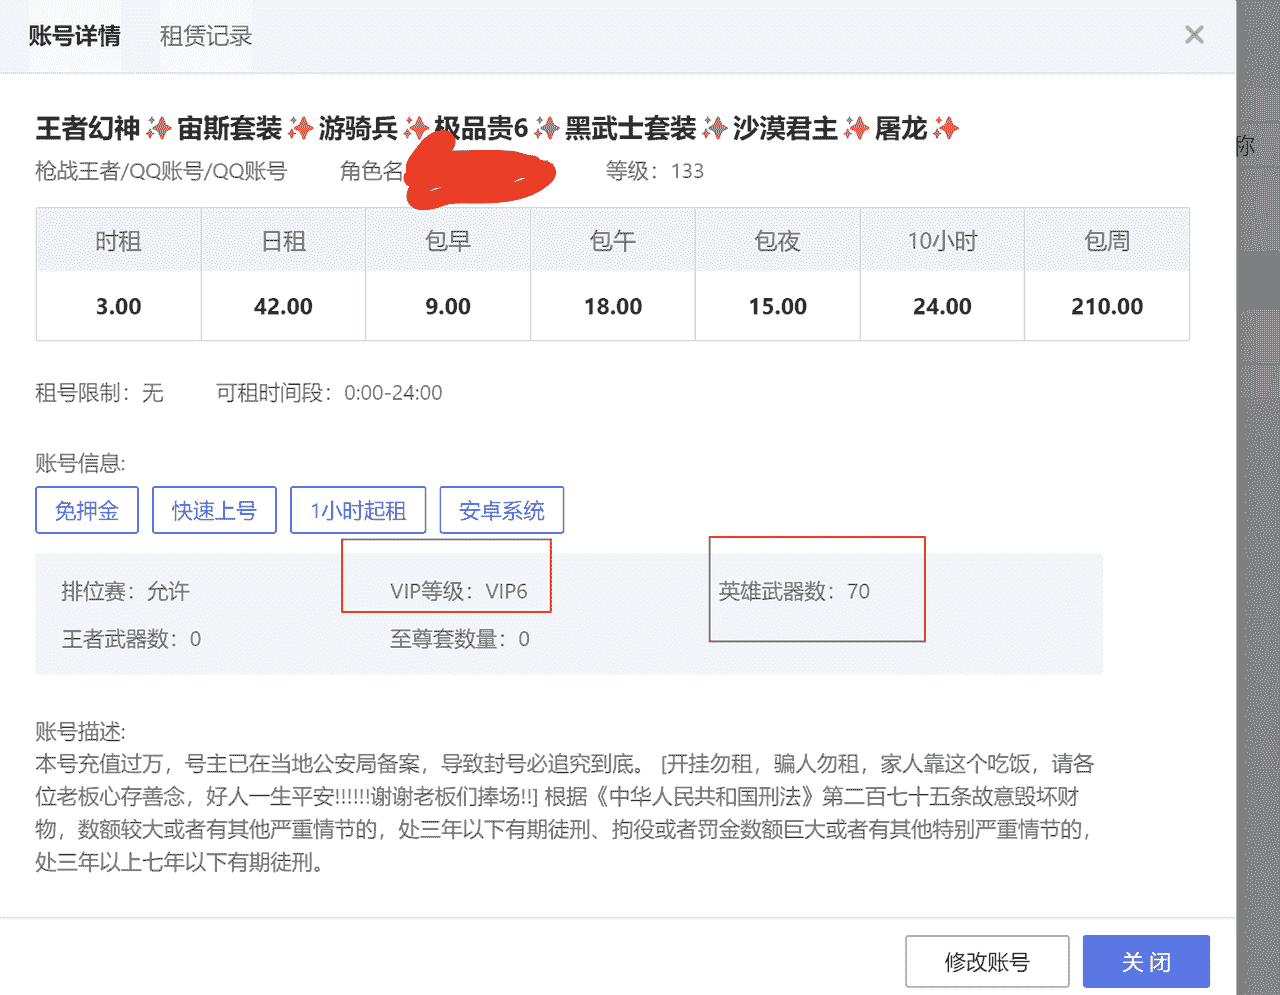 账号详情 租赁记录
王者幻神✨宙斯套装✨游骑兵✨极品贵6✨黑武士套装✨沙漠君主✨屠龙✨
枪战王者/QQ账号/QQ账号 角色名 等级：133
称
时租 日租 包早 包午 包夜 10小时 包周
3.00 42.00 9.00 18.00 15.00 24.00 210.00
租号限制：无 可租时间段：0:00-24:00
账号信息:
免押金 快速上号 1小时起租 安卓系统
排位赛：允许 VIP等级：VIP6 英雄武器数：70
王者武器数：0 至尊套数量：0
账号描述:
本号充值过万，号主已在当地公安局备案，导致封号必追究到底。 [开挂勿租，骗人勿租，家人靠这个吃饭，请各
位老板心存善念，好人一生平安!!!!!!谢谢老板们捧场!!] 根据《中华人民共和国刑法》第二百七十五条故意毁坏财
物，数额较大或者有其他严重情节的，处三年以下有期徒刑、拘役或者罚金数额巨大或者有其他特别严重情节的，
处三年以上七年以下有期徒刑。
修改账号 关 闭